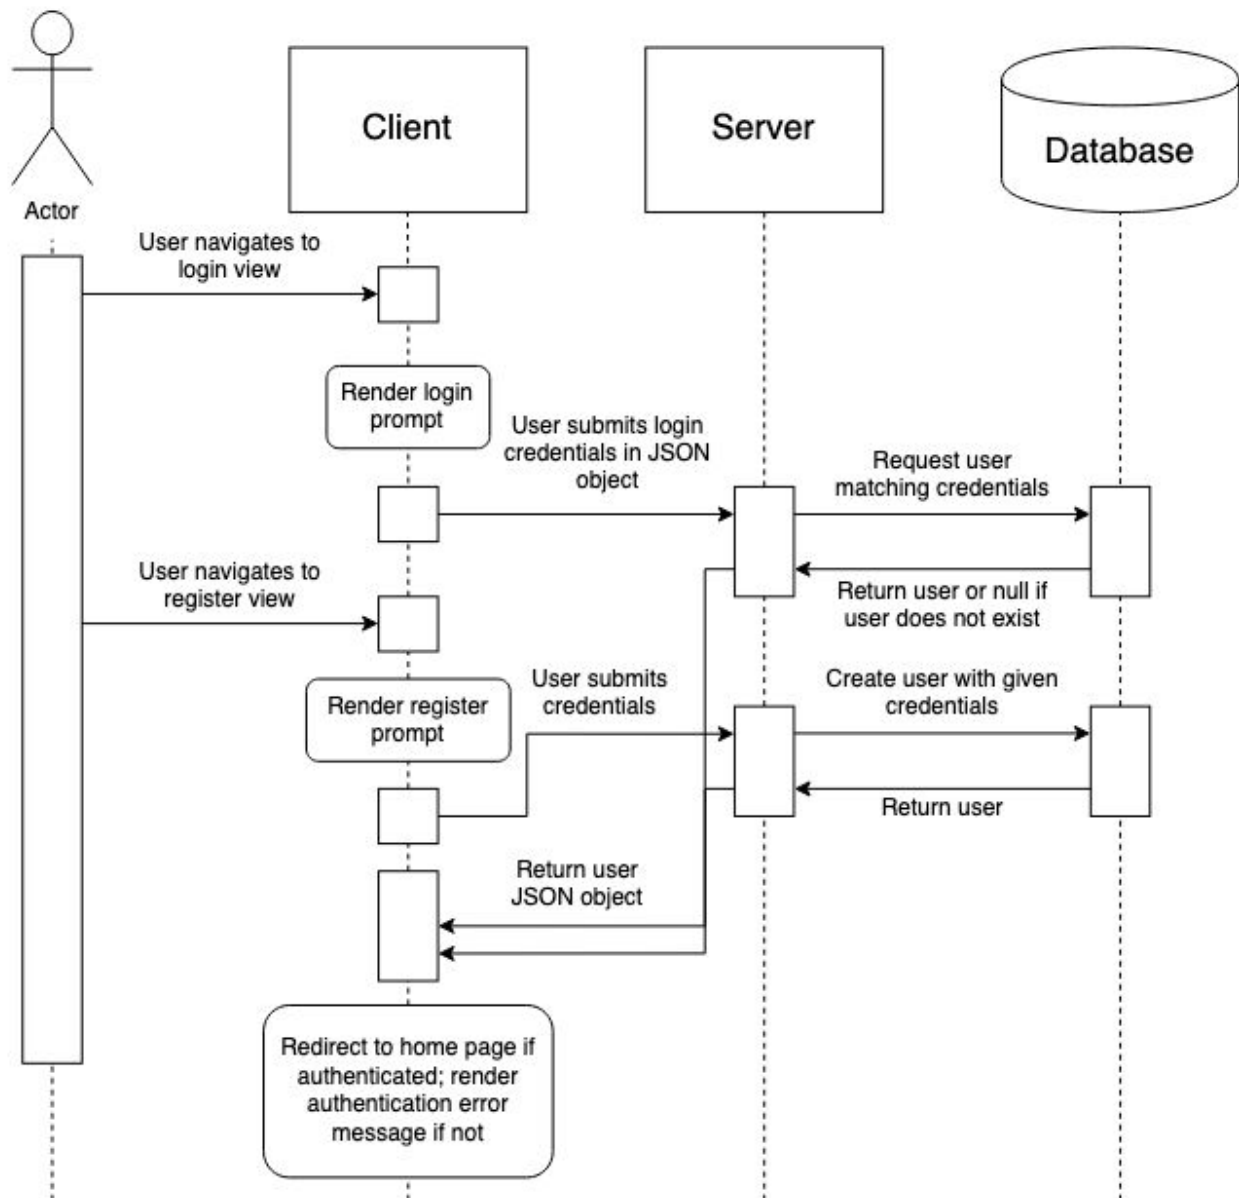 Client
Server
Database
Actor
User navigates to
login view
Render login
prompt
User submits login
credentials in JSON
object
Request user
matching credentials
Return user or null if
user does not exist
User navigates to
register view
Render register
prompt
User submits
credentials
Create user with given
credentials
Return user
Return user
JSON object
Redirect to home page if
authenticated; render
authentication error
message if not